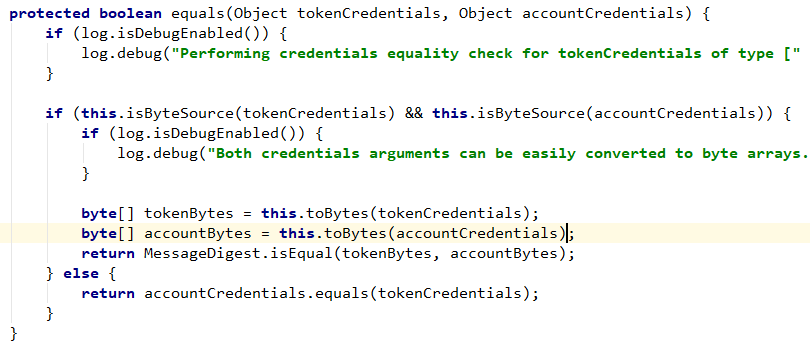 protected boolean equals(Object tokenCredentials, Object accountCredentials) {
    if (log.isDebugEnabled()) {
        log.debug("Performing credentials equality check for tokenCredentials of type ["
    }

    if (this.isByteSource(tokenCredentials) && this.isByteSource(accountCredentials)) {
        if (log.isDebugEnabled()) {
            log.debug("Both credentials arguments can be easily converted to byte arrays.
        }

        byte[] tokenBytes = this.toBytes(tokenCredentials);
        byte[] accountBytes = this.toBytes(accountCredentials);
        return MessageDigest.isEqual(tokenBytes, accountBytes);
    } else {
        return accountCredentials.equals(tokenCredentials);
    }
}